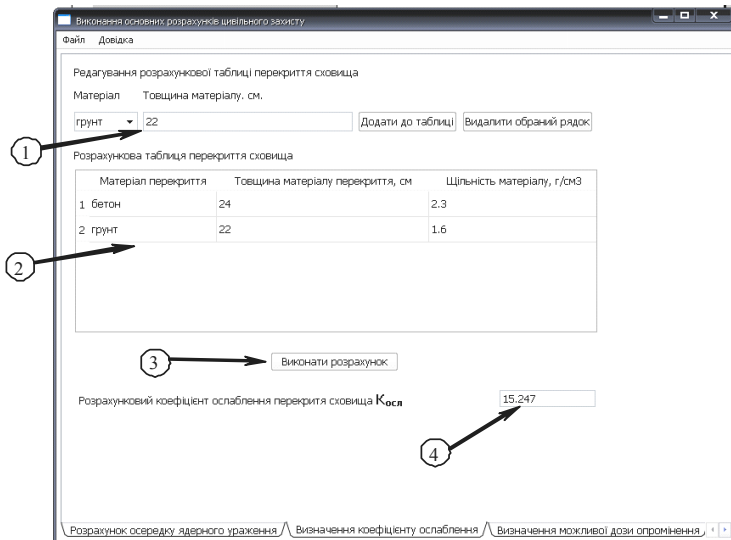 Виконання основних розрахунків цивільного захисту
Файл Довідка
Редагування розрахункової таблиці перекриття сховища
Матеріал Товщина матеріалу. см.
грунт 22 Додати до таблиці Видалити обраний рядок
1
Розрахункова таблиця перекриття сховища
Матеріал перекриття Товщина матеріалу перекриття, см Щільність матеріалу, г/см3
1 бетон 24 2.3
2 грунт 22 1.6
2
3 Виконати розрахунок
Розрахунковий коефіцієнт ослаблення перекритя сховища Косл 15.247
4
Розрахунок осередку ядерного ураження Визначення коефіцієнту ослаблення Визначення можливої дози опромінення